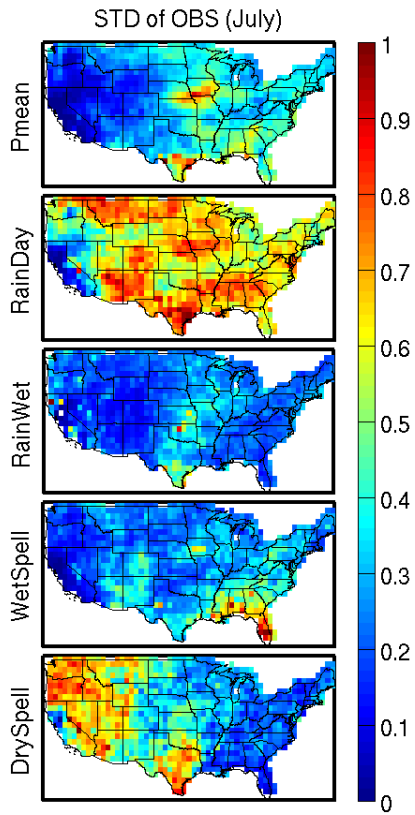 STD of OBS (July)
Pmean
RainDay
RainWet
WetSpell
DrySpell
1
0.9
0.8
0.7
0.6
0.5
0.4
0.3
0.2
0.1
0